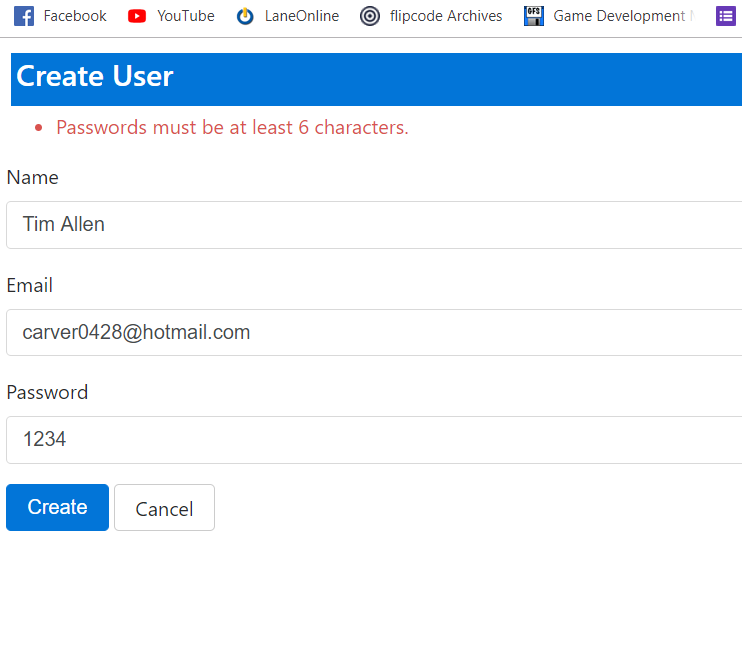 Facebook YouTube LaneOnline flipcode Archives GFS Game Development
Create User
Passwords must be at least 6 characters.
Name
Tim Allen
Email
carver0428@hotmail.com
Password
1234
Create Cancel